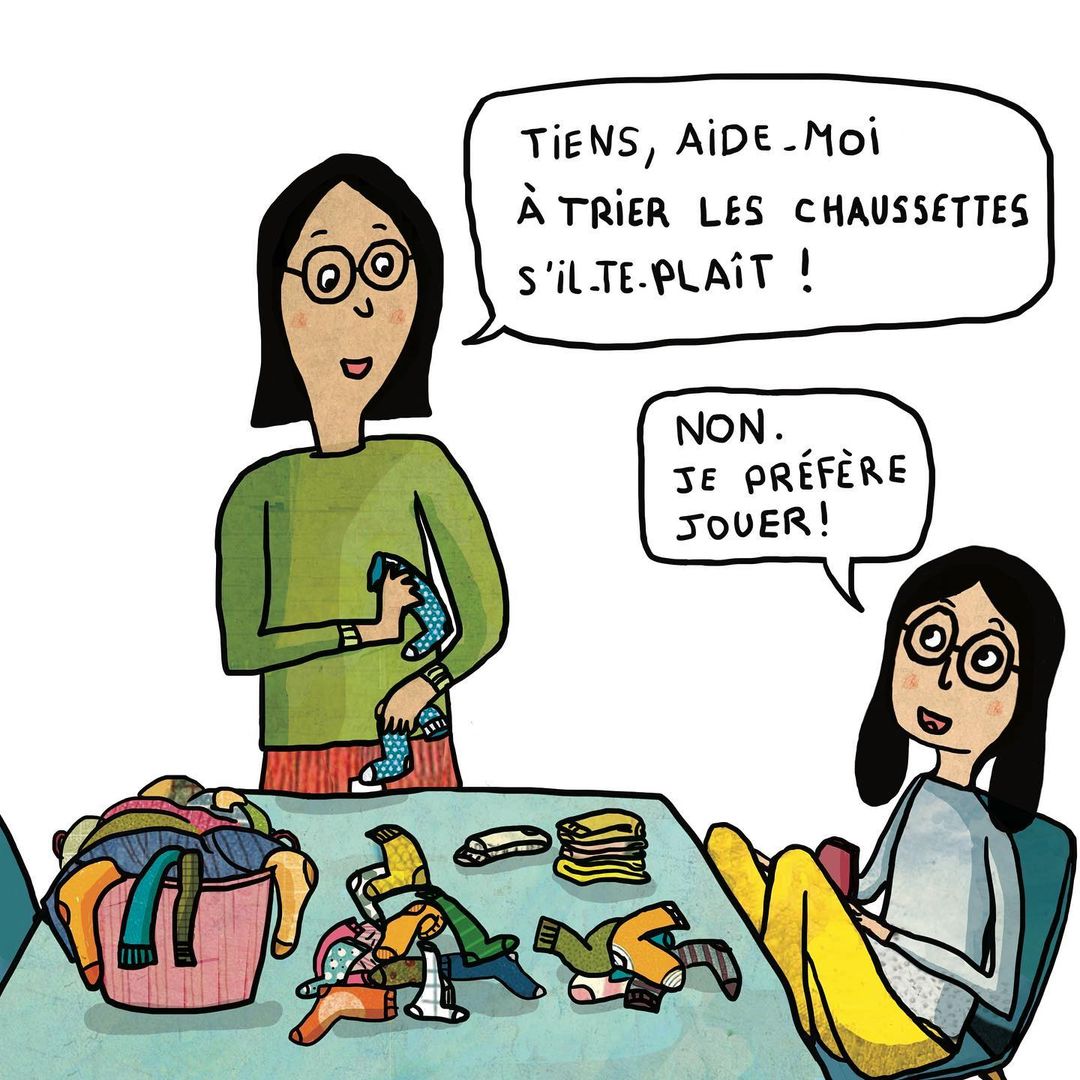 TIENS, AIDE-MOI
À TRIER LES CHAUSSETTES
S'IL-TE-PLAÎT !
NON.
JE PRÉFÈRE
JOUER !